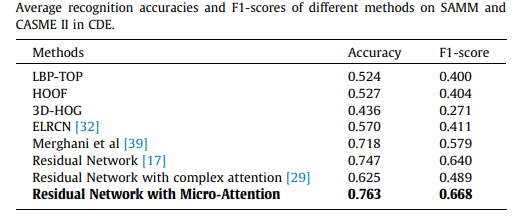 Average recognition accuracies and F1-scores of different methods on SAMM and
CASME II in CDE.
Methods Accuracy F1-score
LBP-TOP 0.524 0.400
HOOF 0.527 0.404
3D-HOG 0.436 0.271
ELRCN [32] 0.570 0.411
Merghani et al [39] 0.718 0.579
Residual Network [17] 0.747 0.640
Residual Network with complex attention [29] 0.625 0.489
Residual Network with Micro-Attention 0.763 0.668